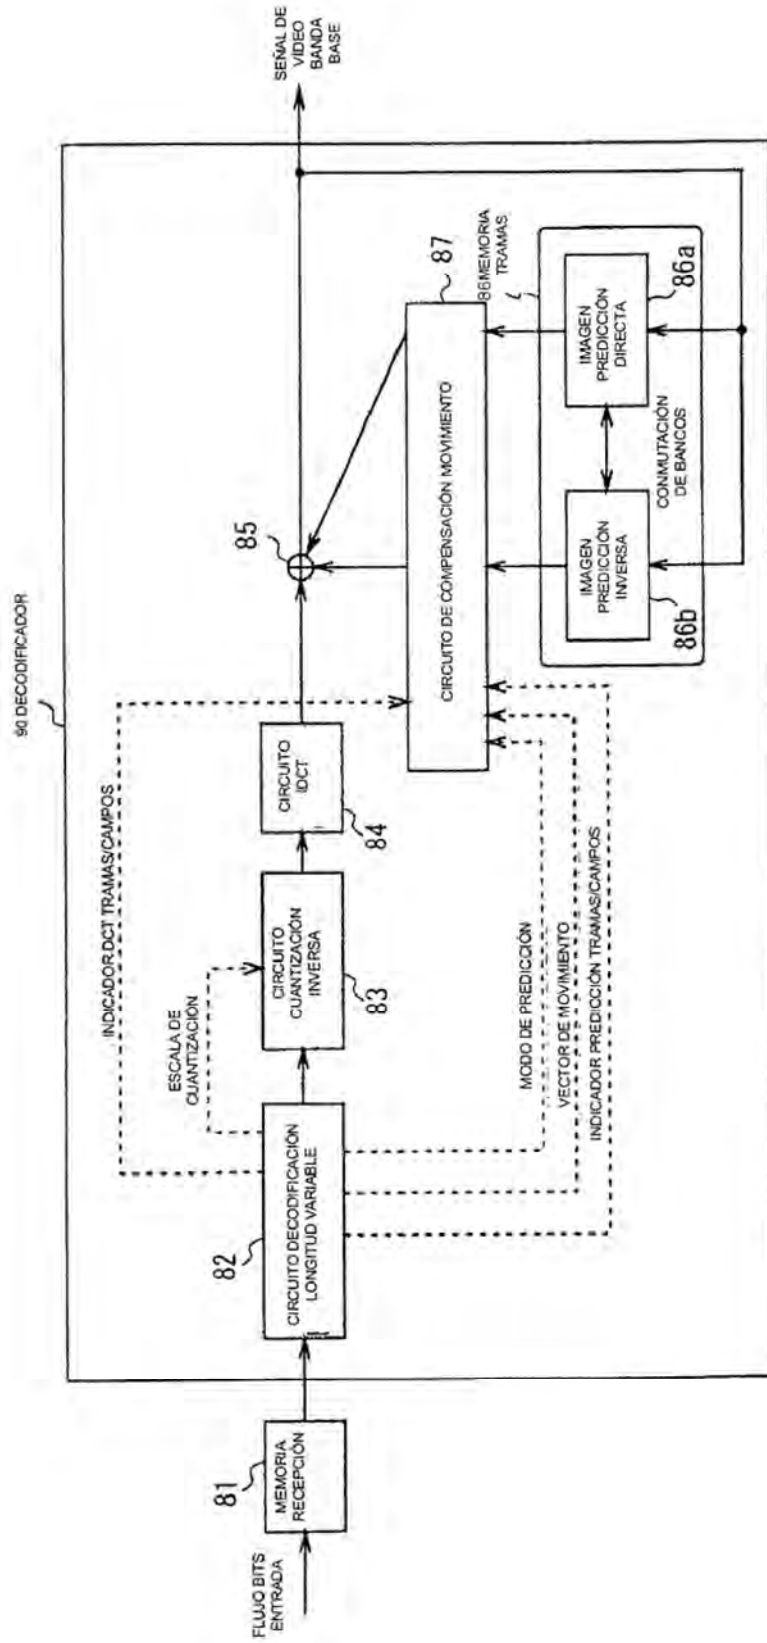 90 DECODIFICADOR
FLUJO BITS
ENTRADA
81
MEMORIA
RECEPCIÓN
82
CIRCUITO DECODIFICACIÓN
LONGITUD VARIABLE
INDICADOR DCT TRAMAS/CAMPOS
ESCALA DE
CUANTIZACIÓN
CIRCUITO
CUANTIZACIÓN
INVERSA
83
CIRCUITO
IDCT
84
85
SEÑAL DE
VÍDEO
BANDA
BASE
MODO DE PREDICCIÓN
VECTOR DE MOVIMIENTO
INDICADOR PREDICCIÓN TRAMAS/CAMPOS
CIRCUITO DE COMPENSACIÓN MOVIMIENTO
87
86 MEMORIA
TRAMAS
IMAGEN
PREDICCIÓN
INVERSA
86b
CONMUTACIÓN
DE BANCOS
IMAGEN
PREDICCIÓN
DIRECTA
86a